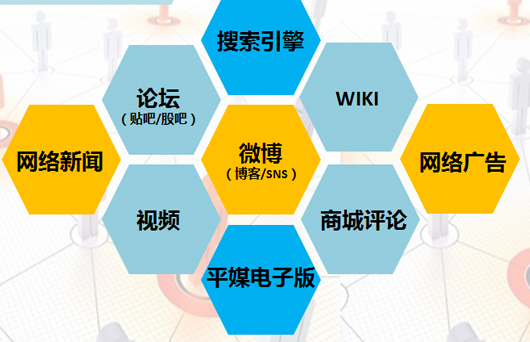 搜索引擎
论坛
（贴吧/股吧）
WIKI
网络新闻
微博
（博客/SNS）
网络广告
视频
商城评论
平媒电子版